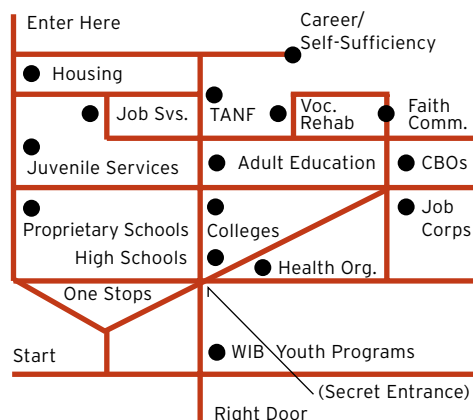 Enter Here
Career/
Self-Sufficiency
Housing
Job Svs.
TANF
Voc.
Rehab
Faith
Comm.
Juvenile Services
Adult Education
CBOs
Proprietary Schools
Colleges
Job
Corps
High Schools
Health Org.
One Stops
Start
WIB Youth Programs
(Secret Entrance)
Right Door